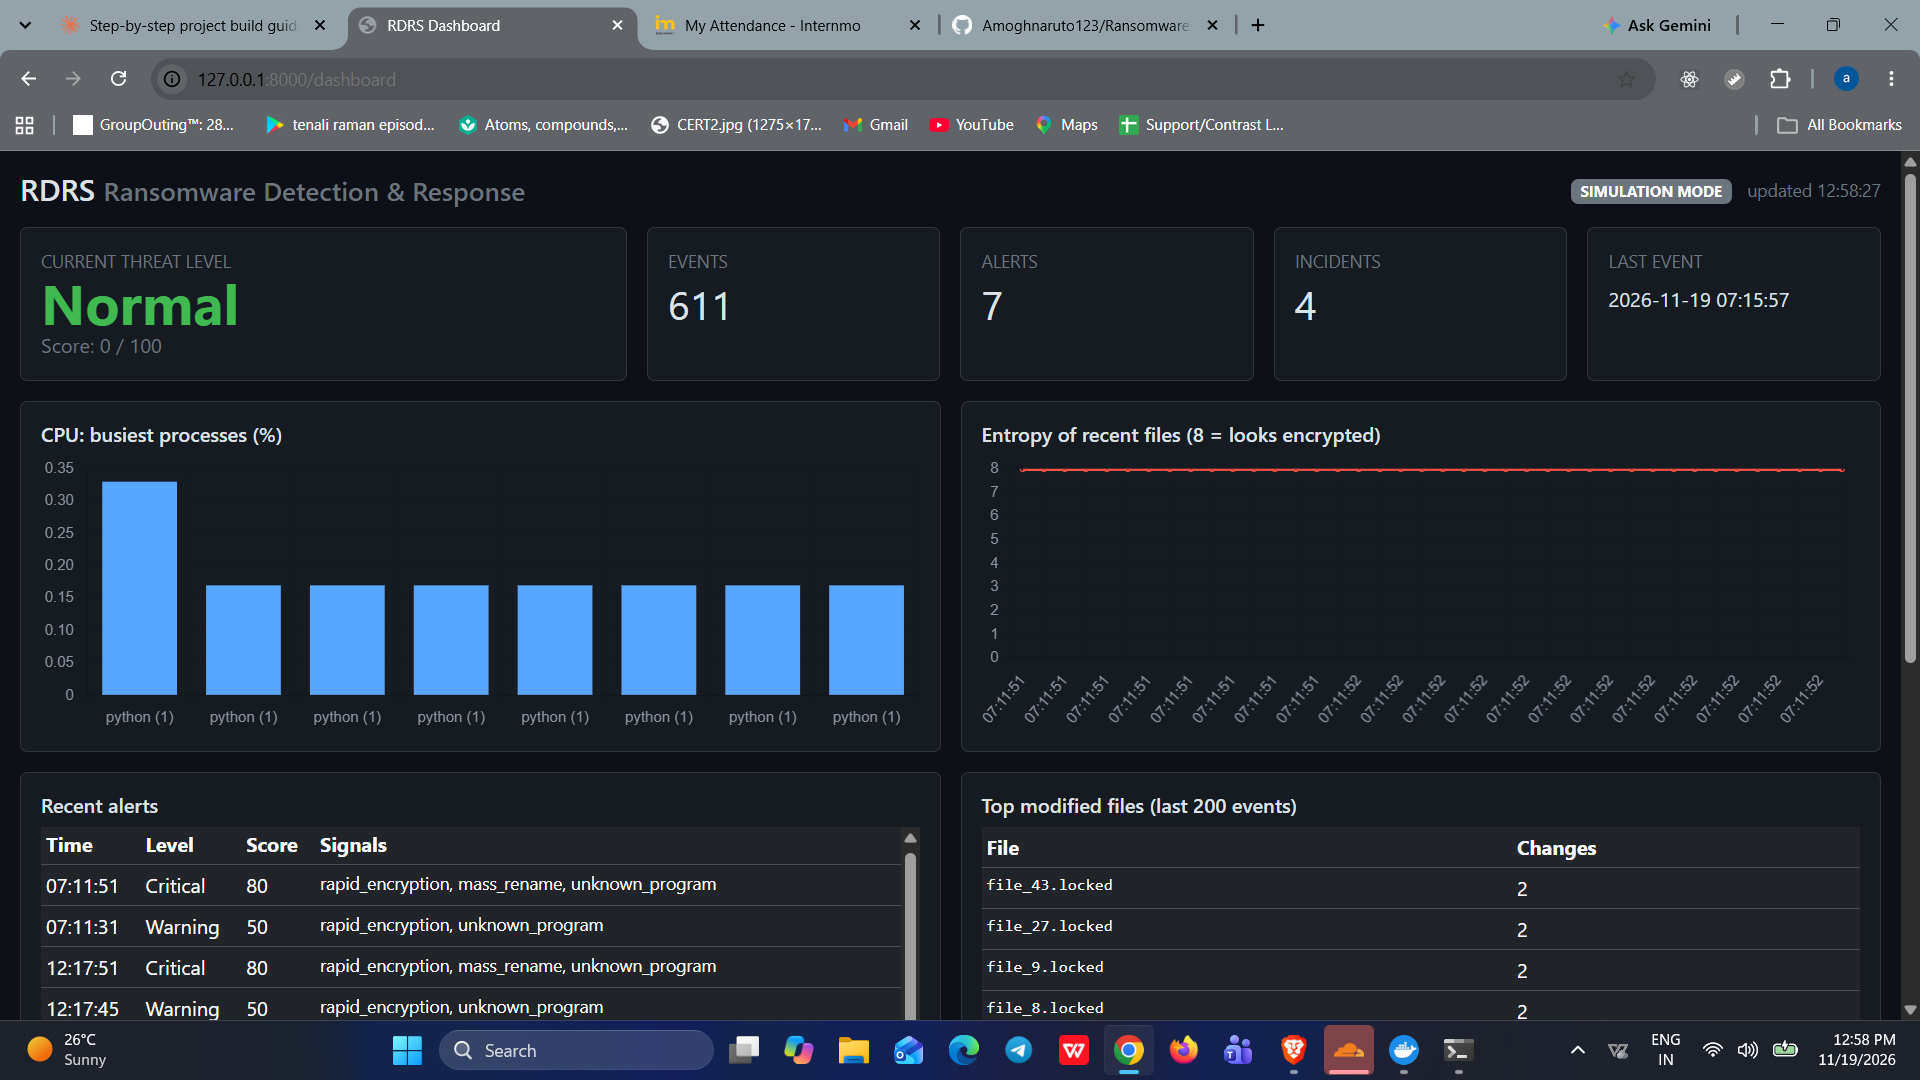 Step-by-step project build guid
RDRS Dashboard
My Attendance - Internmo
Amoghnaruto123/Ransomware
Ask Gemini
127.0.0.1:8000/dashboard
a
GroupOuting™: 28...
tenali raman episod...
Atoms, compounds,...
CERT2.jpg (1275×17...
Gmail
YouTube
Maps
Support/Contrast L...
All Bookmarks
RDRS Ransomware Detection & Response
SIMULATION MODE
updated 12:58:27
CURRENT THREAT LEVEL
Normal
Score: 0 / 100
EVENTS
611
ALERTS
7
INCIDENTS
4
LAST EVENT
2026-11-19 07:15:57
CPU: busiest processes (%)
0.35
0.30
0.25
0.20
0.15
0.10
0.05
0
python (1) python (1) python (1) python (1) python (1) python (1) python (1) python (1)
Entropy of recent files (8 = looks encrypted)
8
7
6
5
4
3
2
1
0
07:11:51 07:11:51 07:11:51 07:11:51 07:11:51 07:11:51 07:11:51 07:11:51 07:11:52 07:11:52 07:11:52 07:11:52 07:11:52 07:11:52 07:11:52 07:11:52 07:11:52 07:11:52 07:11:52 07:11:52
Recent alerts
Time Level Score Signals
07:11:51 Critical 80 rapid_encryption, mass_rename, unknown_program
07:11:31 Warning 50 rapid_encryption, unknown_program
12:17:51 Critical 80 rapid_encryption, mass_rename, unknown_program
12:17:45 Warning 50 rapid_encryption, unknown_program
Top modified files (last 200 events)
File Changes
file_43.locked 2
file_27.locked 2
file_9.locked 2
file_8.locked 2
26°C
Sunny
Search
ENG
IN
12:58 PM
11/19/2026